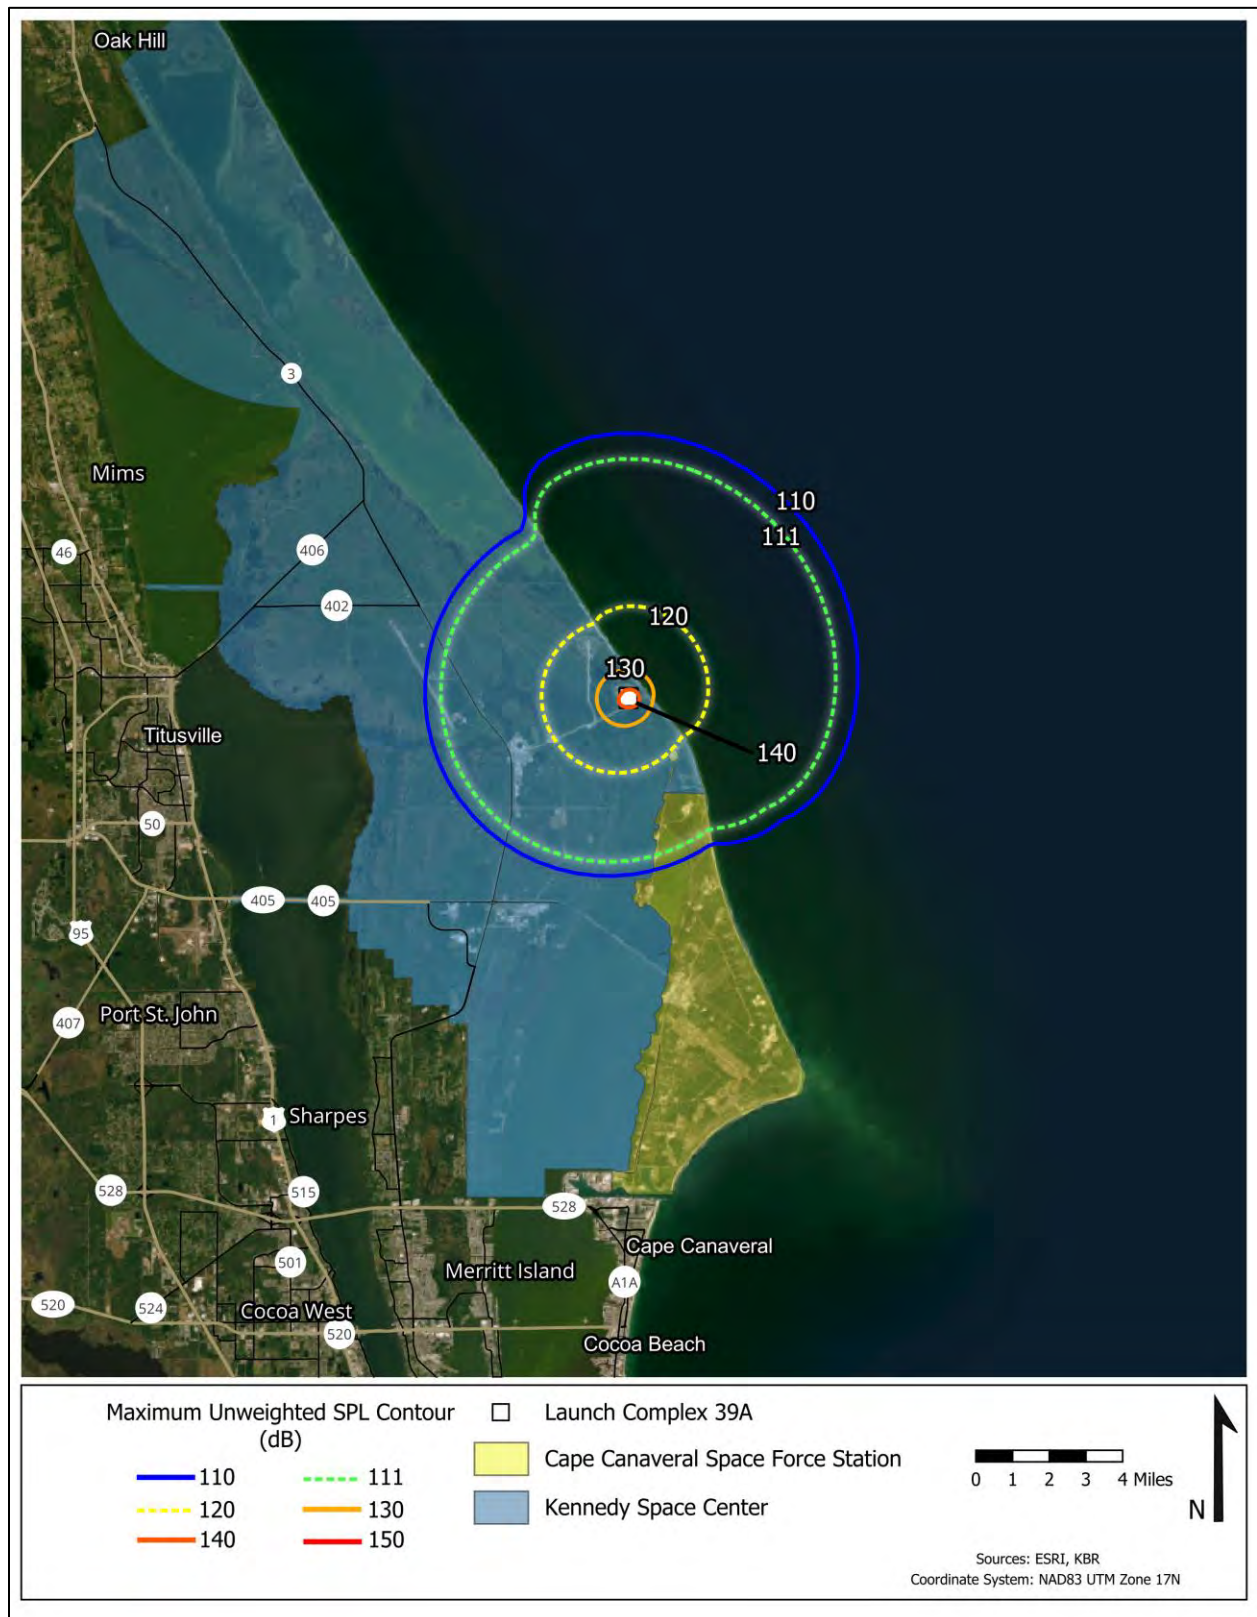 Oak Hill
3
Mims
110
111
46
406
402
120
130
Titusville
140
50
405
405
95
Port St. John
407
1
Sharpes
528
515
528
Cape Canaveral
501
Merritt Island
A1A
520
524
Cocoa West
520
Cocoa Beach
Maximum Unweighted SPL Contour
(dB)
110
111
120
130
140
150
Launch Complex 39A
Cape Canaveral Space Force Station
Kennedy Space Center
0 1 2 3 4 Miles
N
Sources: ESRI, KBR
Coordinate System: NAD83 UTM Zone 17N